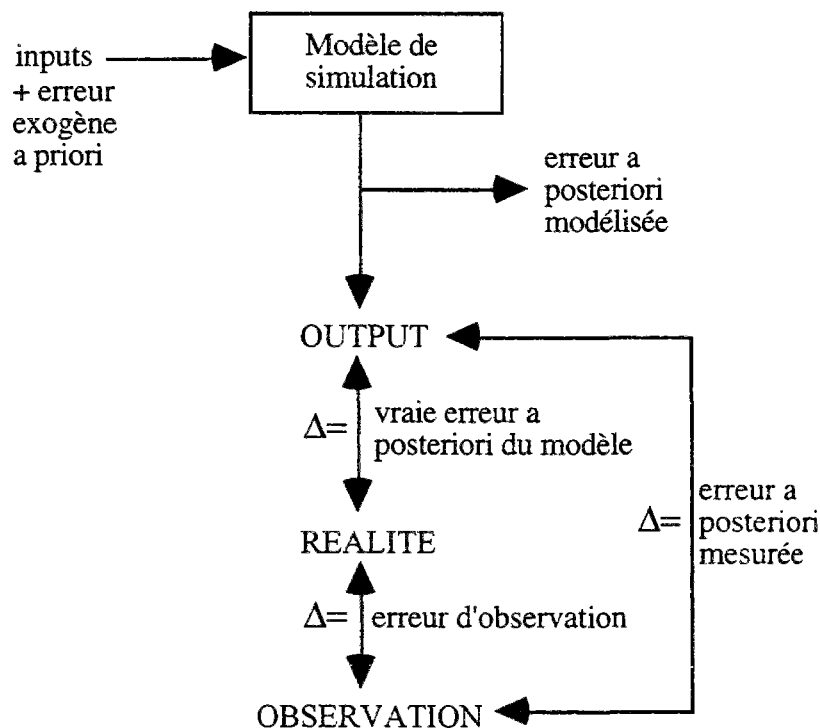 Modèle de
simulation
inputs
+ erreur
exogène
a priori
erreur a
posteriori
modélisée
OUTPUT
Δ=
vraie erreur a
posteriori du modèle
Δ=
erreur a
posteriori
mesurée
REALITE
Δ=
erreur d'observation
OBSERVATION